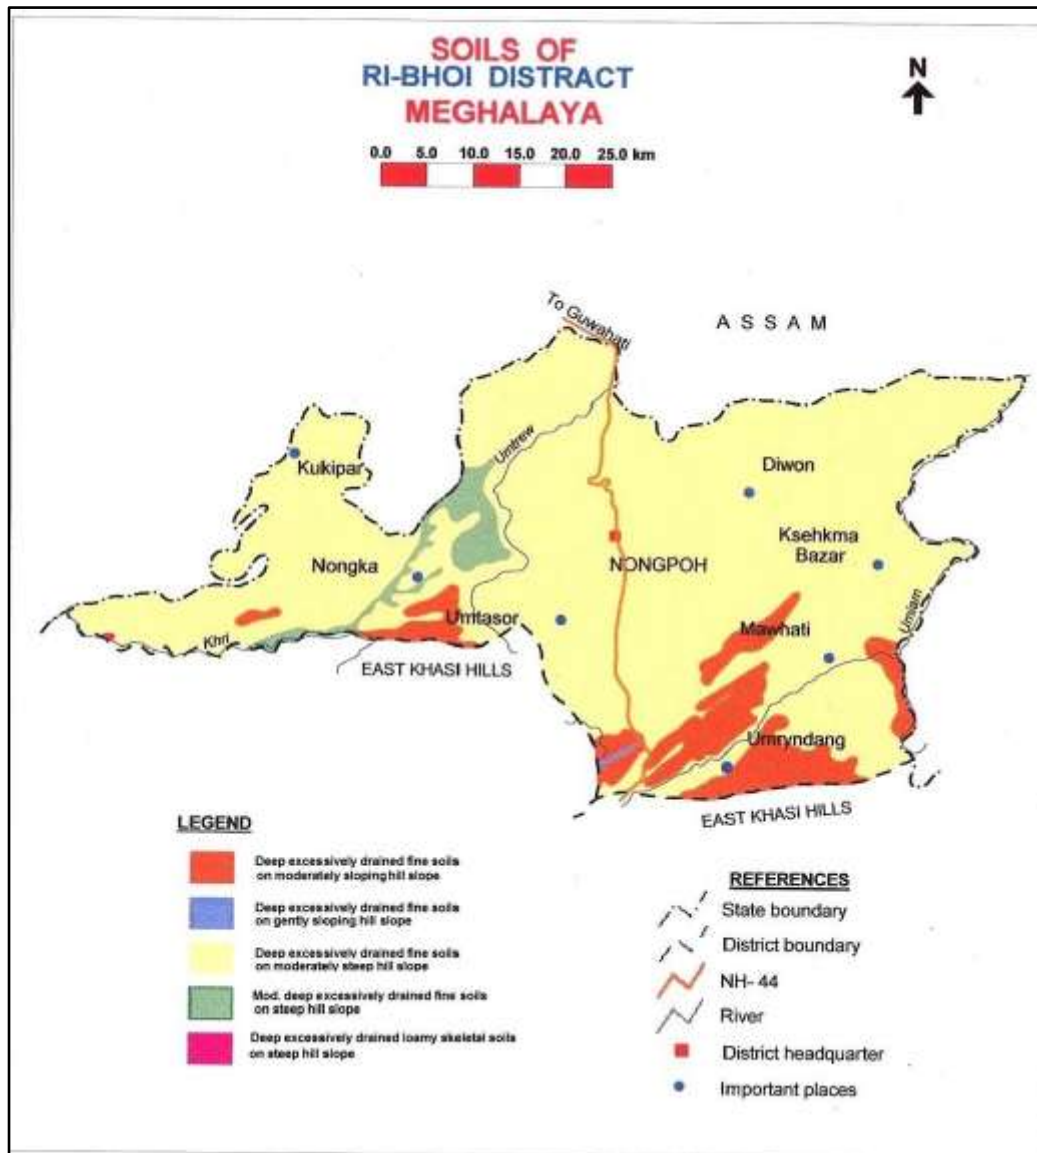 SOILS OF
RI-BHOI DISTRACT
MEGHALAYA
N
0.0 5.0 10.0 15.0 20.0 25.0 km
To Guwahati
A S S A M
Umtrew
Kukipar
Diwon
Ksehkma
Bazar
Nongka
NONGPOH
Umiam
Umtasor
Mawhati
Khri
EAST KHASI HILLS
Umryndang
EAST KHASI HILLS
LEGEND
Deep excessively drained fine soils
on moderately sloping hill slope
Deep excessively drained fine soils
on gently sloping hill slope
Deep excessively drained fine soils
on moderately steep hill slope
Mod. deep excessively drained fine soils
on steep hill slope
Deep excessively drained loamy skeletal soils
on steep hill slope
REFERENCES
State boundary
District boundary
NH- 44
River
District headquarter
Important places